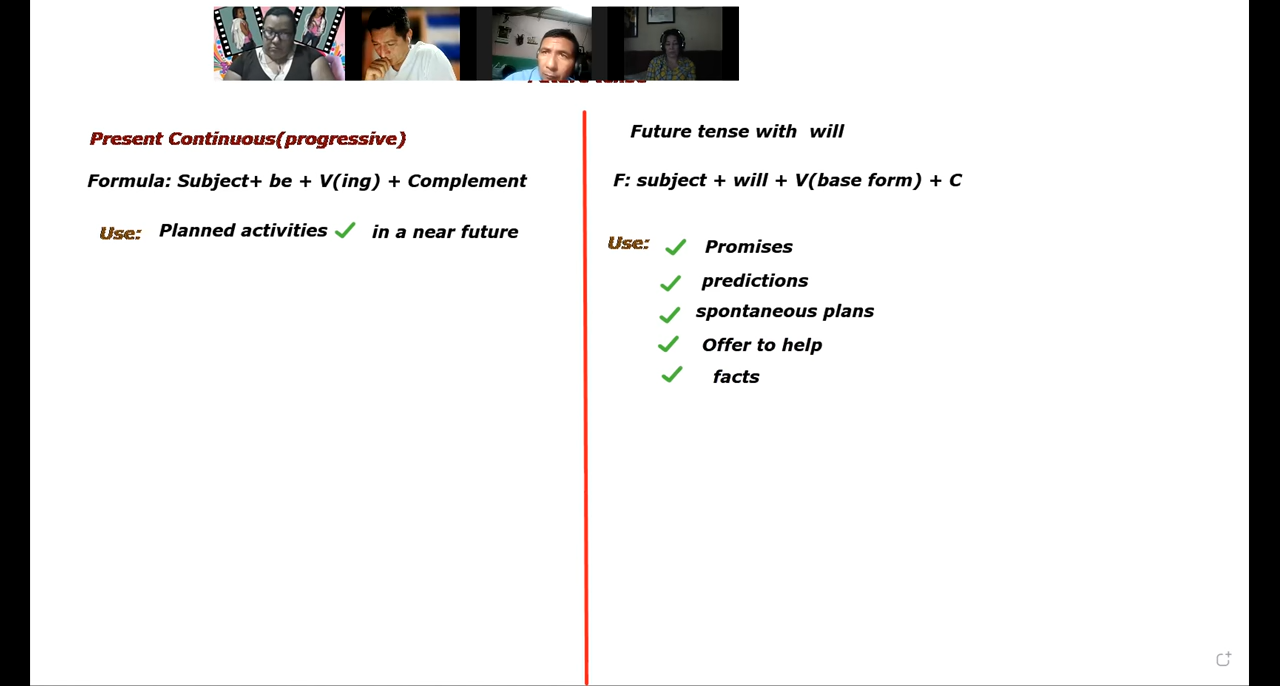 Present Continuous(progressive)
Formula: Subject+ be + V(ing) + Complement
Use: Planned activities in a near future
Future tense with will
F: subject + will + V(base form) + C
Use: Promises
predictions
spontaneous plans
Offer to help
facts